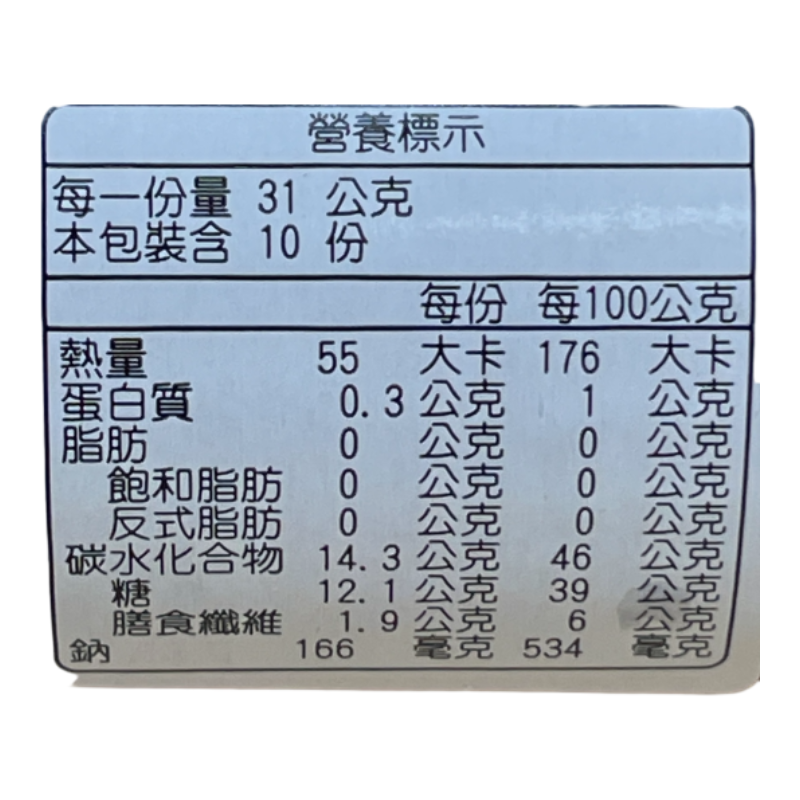 營養標示
每一份量 31 公克
本包裝含 10 份
每份 每100公克
熱量 55 大卡 176 大卡
蛋白質 0.3 公克 1 公克
脂肪 0 公克 0 公克
飽和脂肪 0 公克 0 公克
反式脂肪 0 公克 0 公克
碳水化合物 14.3 公克 46 公克
糖 12.1 公克 39 公克
膳食纖維 1.9 公克 6 公克
鈉 166 毫克 534 毫克